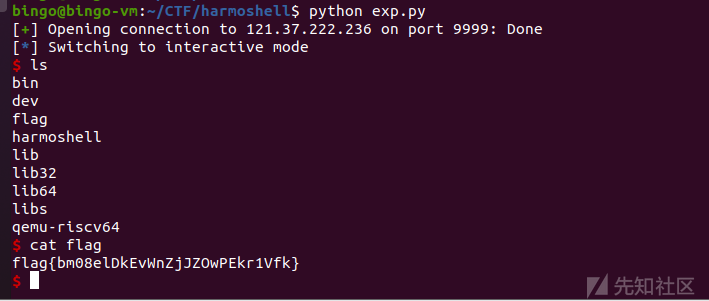 bingo@bingo-vm:~/CTF/harmoshell$ python exp.py
[+] Opening connection to 121.37.222.236 on port 9999: Done
[*] Switching to interactive mode
$ ls
bin
dev
flag
harmoshell
lib
lib32
lib64
libs
qemu-riscv64
$ cat flag
flag{bm08elDkEvWnZjJZOwPEkr1Vfk}
$
先知社区